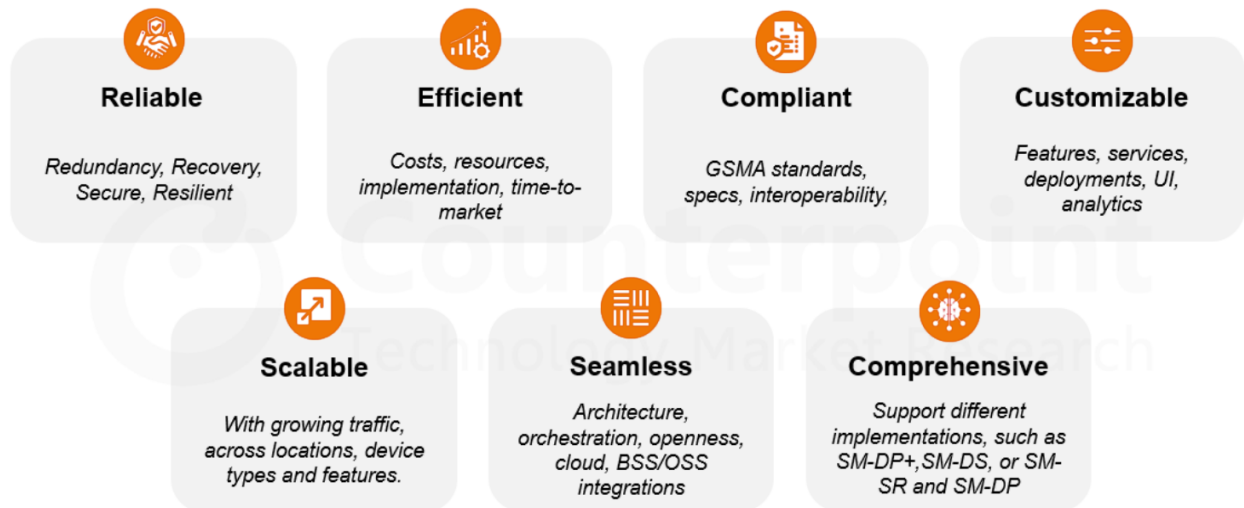 Reliable
Redundancy, Recovery,
Secure, Resilient
Efficient
Costs, resources,
implementation, time-to-
market
Compliant
GSMA standards,
specs, interoperability,
Customizable
Features, services,
deployments, UI,
analytics
Counterpoint
Technology Market Research
Scalable
With growing traffic,
across locations, device
types and features.
Seamless
Architecture,
orchestration, openness,
cloud, BSS/OSS
integrations
Comprehensive
Support different
implementations, such as
SM-DP+,SM-DS, or SM-
SR and SM-DP